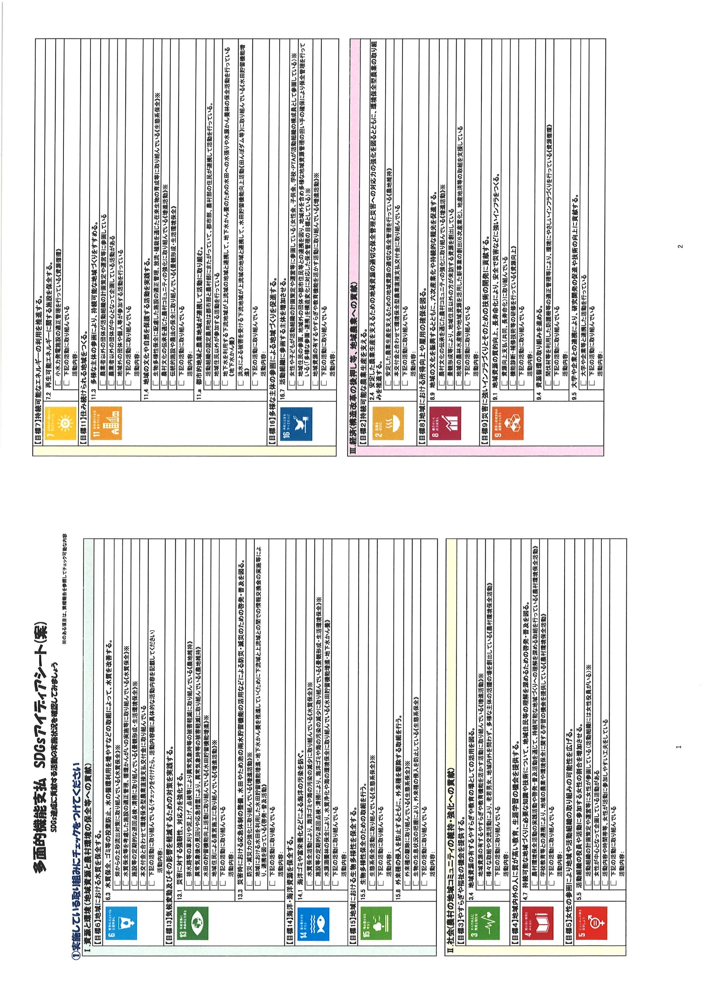 多面的機能支払 SDGsアイディアシート(案)
SDGs達成に貢献する活動の実施状況を確認してみましょう
※のある項目は、実績報告を参照してチェック可能な内容
①実施している取り組みにチェックをつけてください
Ⅰ.資源と環境(地域資源と農村環境の保全等への貢献)
【目標6】地域における水質を保全する。
6
6.3 水質保全、ゴミ等の投棄防止、水の循環利用を増やすなどの取組によって、水質を改善する。
□ 畑からの土砂流出対策に取り組んでいる《水質保全》※
□ 水質保全等を考慮した施設の適正管理、循環かんがいの実施等に取り組んでいる《水質保全》※
□ 施設等の定期的な巡回点検・清掃に取り組んでいる《景観形成・生活環境保全》※
□ 本交付金と合わせて環境保全型農業直接支払交付金に取り組んでいる
□ 下記の活動に取り組んでいる(チェックを付けたら、活動内容欄に具体的な活動内容を記載してください)
活動内容:
【目標13】気候変動及びその影響を軽減するための対策を実践する。
13
13.1 災害に対する強靭性、対応力を強化する。
□ 排水路等の草刈りや泥上げ、点検等により異常気象時等の被害軽減に取り組んでいる《農地維持》
□ 異常気象後の見回りや応急措置により、異常気象時等の被害軽減に取り組んでいる《農地維持》
□ 水田の貯留機能向上活動に取り組んでいる《水田貯留機能増進》※
□ 地域住民による直営施工に取り組んでいる《増進活動》※
□ 下記の活動に取り組んでいる
活動内容:
13.3 災害時における応急体制の整備、水田やため池の雨水貯留機能の活用などによる防災・減災のための啓発・普及を図る。
□ 防災・減災力の強化に取り組んでいる《増進活動》※
□ 地域における水田を利用した水田貯留機能増進・地下水かん養を推進していくために下流域と上流域との間での情報交換会の実施等によ
り、連携を図っている《啓発・普及活動》
□ 下記の活動に取り組んでいる
活動内容:
【目標14】海洋・海洋資源を保全する。
14
14.1 海洋ゴミや富栄養化などによる海洋の汚染を防ぐ。
□ 水質保全活動により、海洋ゴミや海の汚染の減少に取り組んでいる《水質保全》※
□ 施設等の定期的な巡回点検・清掃により、海洋ゴミや海の汚染の減少に取り組んでいる《景観形成・生活環境保全》※
□ 水源涵養林の保全により、水質浄化や海の環境保全に取り組んでいる《水田貯留機能増進・地下水かん養》
□ 下記の活動に取り組んでいる
活動内容:
【目標15】地域における生物多様性を保全する。
15
15.5 生物多様性保全のための取組を行う。
□ 生態系保全活動に取り組んでいる《生態系保全》※
□ 下記の活動に取り組んでいる
活動内容:
15.8 外来種の侵入を防止するともに、外来種を駆除する取組を行う。
□ 外来種の駆除に取り組んでいる《生態系保全》※
□ 生物の生息状況の把握により、外来種の侵入を防止している《生態系保全》
□ 下記の活動に取り組んでいる
活動内容:
Ⅱ.社会(農村の地域コミュニティの維持・強化への貢献)
【目標3】やすらぎや福祉の機会を提供する。
3
3.4 地域資源の有するやすらぎや教育の場としての活用を図る。
□ 地域資源の有するやすらぎや教育機能を活かす活動に取り組んでいる《増進活動》※
□ 様々な取組や交流活動により、老若男女、地域内外を問わず、多様な主体の活躍の場を創出している《農村環境保全活動》
□ 下記の活動に取り組んでいる
活動内容:
【目標4】地域内外の人に質が高い教育、生涯学習の機会を提供する。
4
4.7 持続可能な地域づくりに必要な知識や技術について、地域住民等の理解を深めるための啓発・普及を図る。
□ 農村環境保全活動の実践活動や啓発・普及活動を通じて、持続可能な地域づくりへの理解を深める取組を行っている《農村環境保全活動》
□ 学校教育等との連携により、地域の農業や環境保全に関する学習の機会を提供している《農村環境保全活動》
□ 下記の活動に取り組んでいる
活動内容:
【目標5】女性の参画により地域や活動組織の取り組みの可能性を広げる。
5
5.5 活動組織の役員や活動に参加する女性の割合を増加させる。
□ 活動組織の計画策定や運営等に女性が参画している(活動組織には女性役員がいる)※
□ 女性が中心となって企画している活動がある
□ 活動内容や時間帯等、女性が活動に参加しやすい工夫をしている
□ 下記の活動に取り組んでいる
活動内容:
1
【目標7】持続可能なエネルギーの利用を推進する。
7
7.2 再生可能エネルギーに関する施設を保全する。
□ 小水力発電施設の適正管理を行っている《資源循環》
□ 下記の活動に取り組んでいる
活動内容:
【目標11】住み続けられる地域をつくる。
11
11.3 多様な主体の参画により、持続可能な地域づくりをすすめる。
□ 農業者以外の団体が活動組織の計画策定や運営等に参画している
□ 農業者以外の団体が中心となって企画している活動がある
□ 地域外の団体や個人等が参加する活動を行っている
□ 下記の活動に取り組んでいる
活動内容:
11.4 地域の文化や自然を保護する活動を実践する。
□ 生物多様性保全に配慮した施設の適正管理、放流・植栽を通じた在来生物の育成等に取り組んでいる《生態系保全》※
□ 農村文化の伝承を通じた農村コミュニティの強化に取り組んでいる《増進活動》※
□ 伝統的施設や農法の保全に取り組んでいる《景観形成・生活環境保全》
□ 下記の活動に取り組んでいる
活動内容:
11.a 都市的地域と農業地域が連携して活動に取り組む。
□ 活動組織の認定農用地は都市部と農村部にまたがっていて、都市部、農村部の住民が連携して活動を行っている。
□ 地域住民以外が参加する活動を行っている
□ 地下水を利用する下流地域が上流域の地域と連携して、地下水かん養のための水田への水張りや水源かん養林の保全活動を行っている
《地下水かん養》
□ 洪水による被害を受ける下流地域が上流域の地域と連携して、水田貯留機能向上活動《田んぼダム等》に取り組んでいる《水田貯留機能増
進》
□ 下記の活動に取り組んでいる
活動内容:
【目標16】多様な主体の参画による地域づくりを促進する。
16
16.7 活動組織に参画する主体を増加させる。
□ 女性や子どもが活動組織の計画策定や運営等に参画している(女性会、子供会、学校・PTAが活動組織の構成員として参画している)※
□ 地域住民の参画、地域外の団体や都市住民等との連携を図り、地域外を含め多様な地域資源管理の担い手の確保により保全管理を行って
いる(「多様な参画・連携」を構造変化に対応した保全管理の目標としている)※
□ 地域資源の有するやすらぎや教育機能を活かす活動に取り組んでいる《増進活動》※
□ 下記の活動に取り組んでいる
活動内容:
Ⅲ.経済(構造改革の後押し等、地域農業への貢献)
【目標2】持続可能な農業生産を支える。
2
2.4 安定した農業生産を支えるための地域資源の適切な保全管理と災害への対応力の強化を図るとともに、環境保全型農業の取り組
みを推進する。
□ 安定した農業生産を支えるための地域資源の適切な保全管理を行っている《農地維持》
□ 本交付金と合わせて環境保全型農業直接支払交付金に取り組んでいる
□ 下記の活動に取り組んでいる
活動内容:
【目標8】地域における所得向上や雇用の確保を図る。
8
8.9 地域の文化を振興するとともに、六次産業化や持続的な観光を促進する。
□ 農村文化の伝承を通じた農村コミュニティの強化に取り組んでいる《増進活動》※
□ 景観形成等により、地域住民以外の方が来訪する資源を創出している
□ 地域の農林水産物や地域資源を活用した新事業の創出(6次産業化)、地産地消等の取組を支援している
□ 下記の活動に取り組んでいる
活動内容:
【目標9】災害に強いインフラづくりとそのための技術の開発に貢献する。
9
9.1 地域資源の質的向上、長寿命化により、安全で災害などに強いインフラをつくる。
□ 資源向上支払(共同、長寿命化)に取り組んでいる
□ 機能診断・補修技術等の研修を行っている《資源向上》
□ 下記の活動に取り組んでいる
活動内容:
9.4 資源循環の取り組みを進める。
□ 間伐材等を利用した防護柵等の適正管理等により、環境にやさしいインフラづくりを行っている《資源循環》
□ 下記の活動に取り組んでいる
活動内容:
9.5 大学や企業との連携により、研究開発の促進や技術の向上に貢献する。
□ 大学や企業等と連携した活動を行っている
□ 下記の活動に取り組んでいる
活動内容:
2